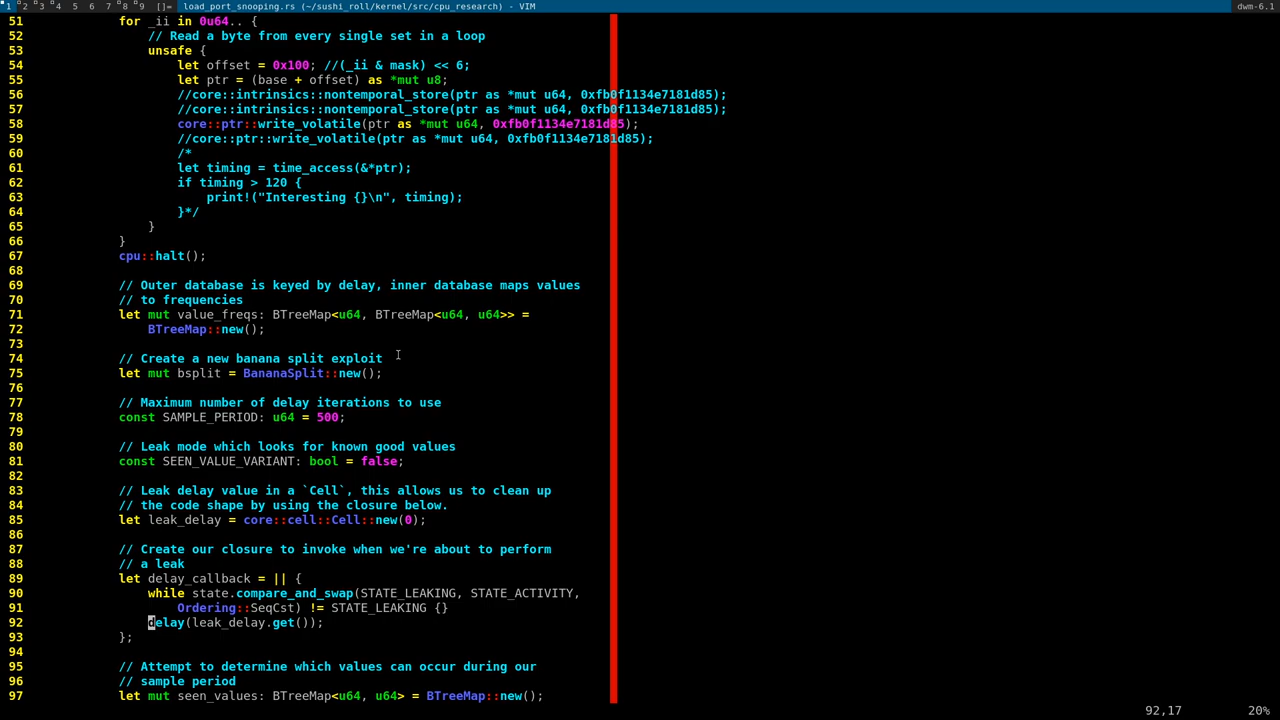 1 2 3 4 5 6 7 8 9 []= load_port_snooping.rs (~/sushi_roll/kernel/src/cpu_research) - VIM dwm-6.1
51 for _ii in 0u64.. {
52 // Read a byte from every single set in a loop
53 unsafe {
54 let offset = 0x100; //(_ii & mask) << 6;
55 let ptr = (base + offset) as *mut u8;
56 //core::intrinsics::nontemporal_store(ptr as *mut u64, 0xfb0f1134e7181d85);
57 //core::intrinsics::nontemporal_store(ptr as *mut u64, 0xfb0f1134e7181d85);
58 core::ptr::write_volatile(ptr as *mut u64, 0xfb0f1134e7181d85);
59 //core::ptr::write_volatile(ptr as *mut u64, 0xfb0f1134e7181d85);
60 /*
61 let timing = time_access(&*ptr);
62 if timing > 120 {
63 print!("Interesting {}\n", timing);
64 }*/
65 }
66 }
67 cpu::halt();
68
69 // Outer database is keyed by delay, inner database maps values
70 // to frequencies
71 let mut value_freqs: BTreeMap<u64, BTreeMap<u64, u64>> =
72 BTreeMap::new();
73
74 // Create a new banana split exploit
75 let mut bsplit = BananaSplit::new();
76
77 // Maximum number of delay iterations to use
78 const SAMPLE_PERIOD: u64 = 500;
79
80 // Leak mode which looks for known good values
81 const SEEN_VALUE_VARIANT: bool = false;
82
83 // Leak delay value in a `Cell`, this allows us to clean up
84 // the code shape by using the closure below.
85 let leak_delay = core::cell::Cell::new(0);
86
87 // Create our closure to invoke when we're about to perform
88 // a leak
89 let delay_callback = || {
90 while state.compare_and_swap(STATE_LEAKING, STATE_ACTIVITY,
91 Ordering::SeqCst) != STATE_LEAKING {}
92 delay(leak_delay.get());
93 };
94
95 // Attempt to determine which values can occur during our
96 // sample period
97 let mut seen_values: BTreeMap<u64, u64> = BTreeMap::new();
92,17 20%